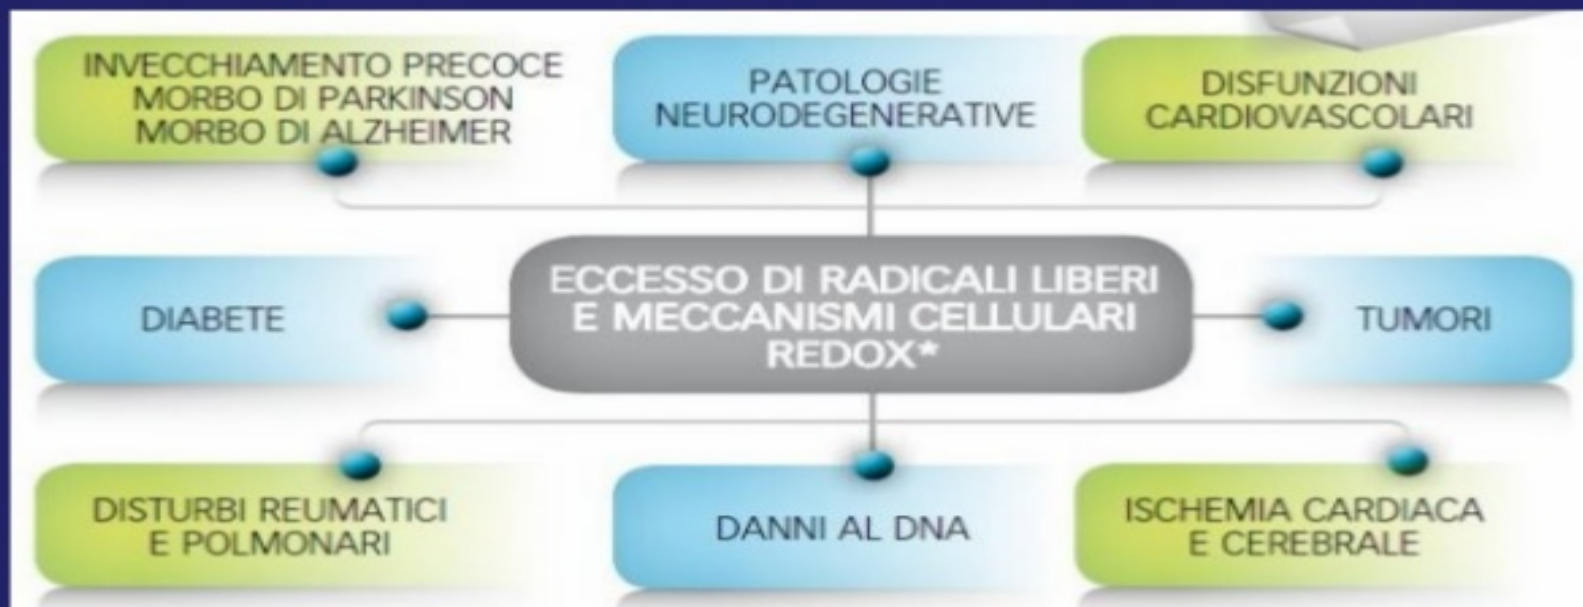 INVECCHIAMENTO PRECOCE
MORBO DI PARKINSON
MORBO DI ALZHEIMER
PATOLOGIE
NEURODEGENERATIVE
DISFUNZIONI
CARDIOVASCOLARI
DIABETE
ECCESSO DI RADICALI LIBERI
E MECCANISMI CELLULARI
REDOX*
TUMORI
DISTURBI REUMATICI
E POLMONARI
DANNI AL DNA
ISCHEMIA CARDIACA
E CEREBRALE